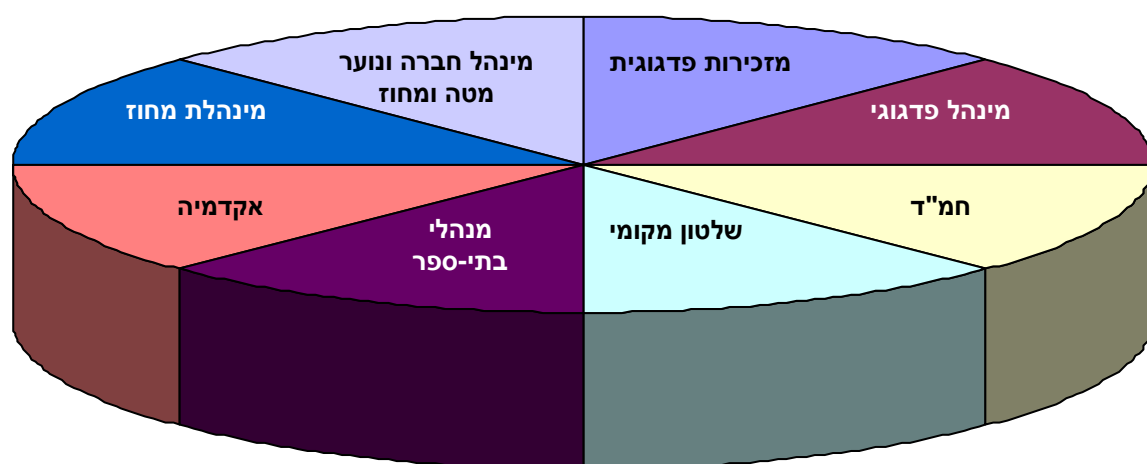 מזכירות פדגוגית
מינהל חברה ונוער
מטה ומחוז
מינהל פדגוגי
מינהלת מחוז
חמ"ד
אקדמיה
שלטון מקומי
מנהלי
בתי-ספר